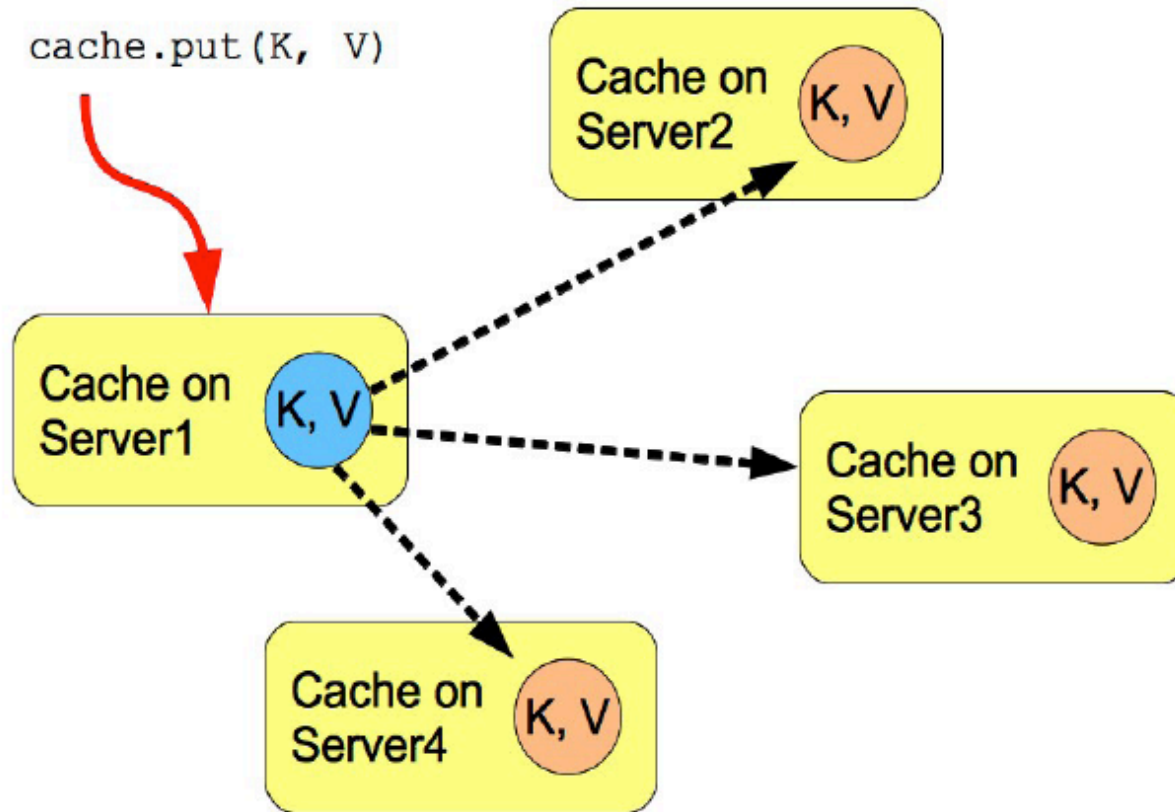 cache.put(K, V)
Cache on
Server2
K, V
Cache on
Server1
K, V
Cache on
Server3
K, V
Cache on
Server4
K, V